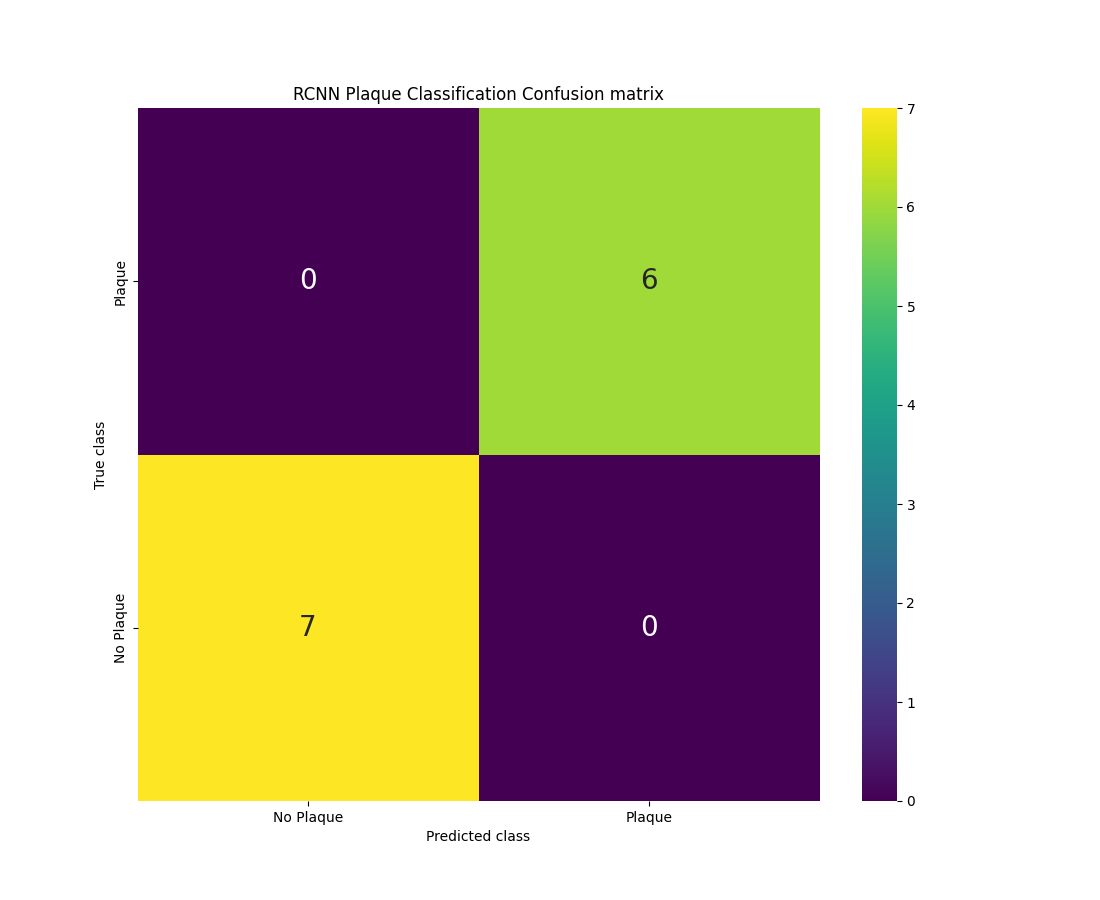 RCNN Plaque Classification Confusion matrix
True class
Plaque
No Plaque
0
6
7
0
No Plaque
Plaque
Predicted class
7
6
5
4
3
2
1
0